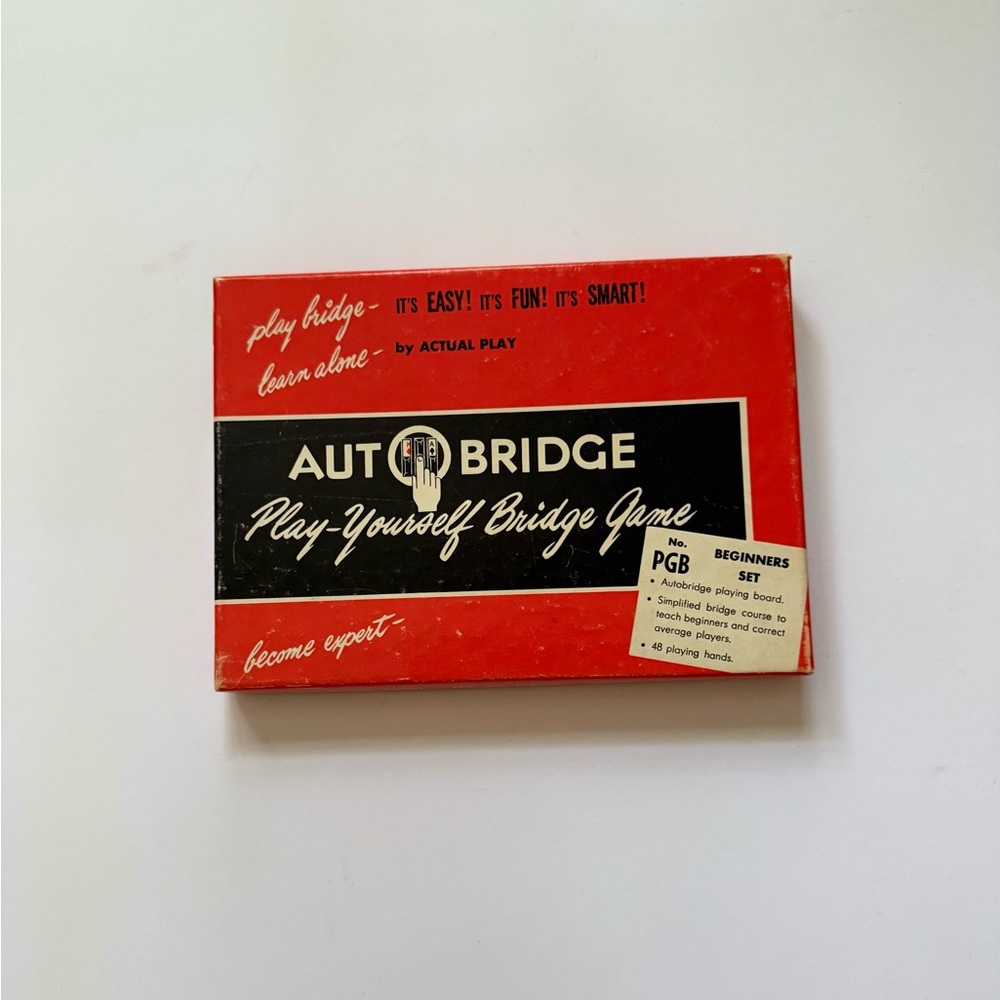 play bridge- IT'S EASY! IT'S FUN! IT'S SMART!
learn alone- by ACTUAL PLAY
AUTOBRIDGE
Play-Yourself Bridge Game
No.
PGB
BEGINNERS
SET
• Autobridge playing board.
• Simplified bridge course to
teach beginners and correct
average players.
• 48 playing hands.
become expert-